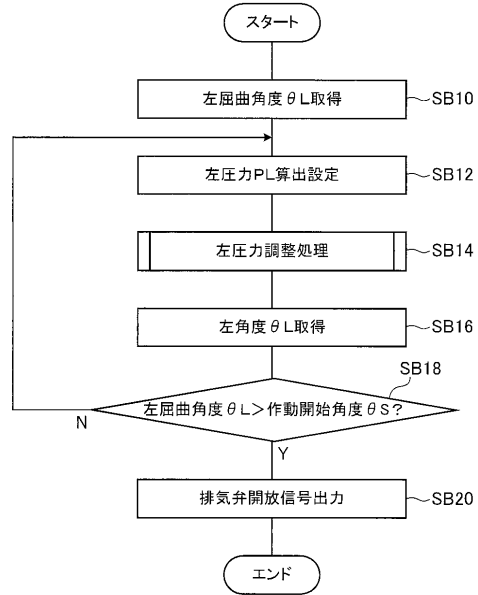 スタート
左屈曲角度θL取得
SB10
左圧力PL算出設定
SB12
左圧力調整処理
SB14
左角度θL取得
SB16
SB18
左屈曲角度θL＞作動開始角度θS？
N
Y
排気弁開放信号出力
SB20
エンド